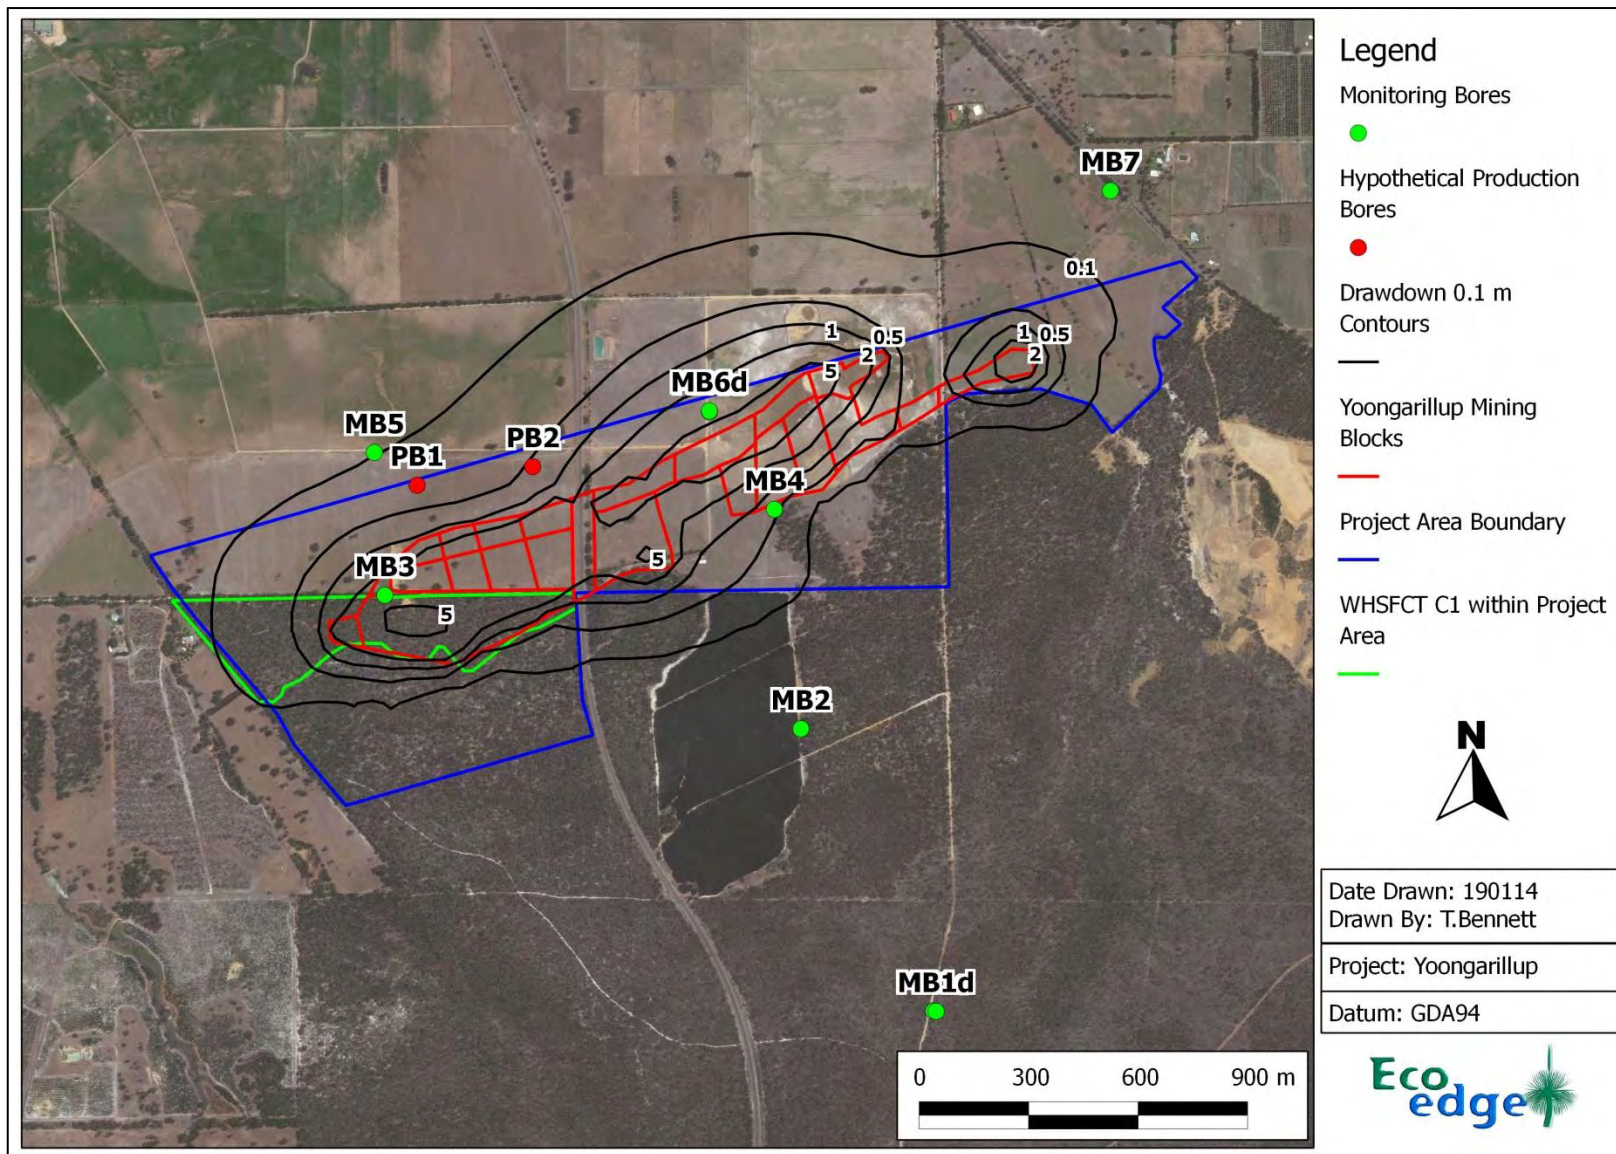 MB7
0.1
1
0.5
2
5
1
0.5
2
MB6d
MB5
PB1
PB2
MB4
5
MB3
5
MB2
MB1d
0 300 600 900 m
Legend
Monitoring Bores
Hypothetical Production
Bores
Drawdown 0.1 m
Contours
Yoongarillup Mining
Blocks
Project Area Boundary
WHSFCT C1 within Project
Area
N
Date Drawn: 190114
Drawn By: T.Bennett
Project: Yoongarillup
Datum: GDA94
Eco
edge